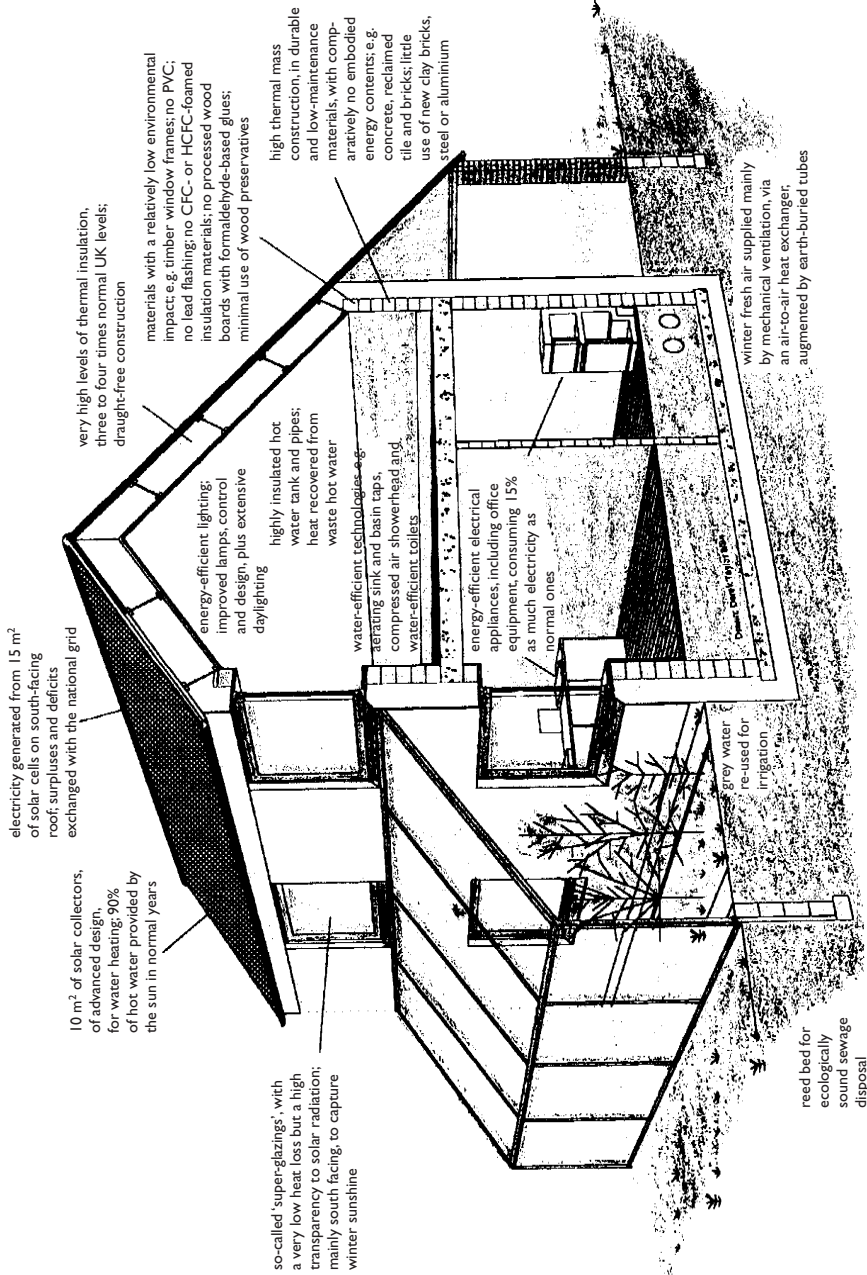 electricity generated from 15 m²
of solar cells on south-facing
roof; surpluses and deficits
exchanged with the national grid
10 m² of solar collectors,
of advanced design,
for water heating; 90%
of hot water provided by
the sun in normal years
so-called 'super-glazings', with
a very low heat loss but a high
transparency to solar radiation;
mainly south facing, to capture
winter sunshine
very high levels of thermal insulation,
three to four times normal UK levels;
draught-free construction
materials with a relatively low environmental
impact; e.g. timber window frames; no PVC;
no lead flashing; no CFC- or HCFC-foamed
insulation materials; no processed wood
boards with formaldehyde-based glues;
minimal use of wood preservatives
high thermal mass
construction, in durable
and low-maintenance
materials, with comp-
aratively no embodied
energy contents; e.g.
concrete, reclaimed
tile and bricks; little
use of new clay bricks,
steel or aluminium
energy-efficient lighting;
improved lamps, control
and design, plus extensive
daylighting
highly insulated hot
water tank and pipes;
heat recovered from
waste hot water
water-efficient technologies e.g.
aerating sink and basin taps,
compressed air showerhead and
water-efficient toilets
energy-efficient electrical
appliances, including office
equipment, consuming 15%
as much electricity as
normal ones
grey water
re-used for
irrigation
winter fresh air supplied mainly
by mechanical ventilation, via
an air-to-air heat exchanger,
augmented by earth-buried tubes
reed bed for
ecologically
sound sewage
disposal